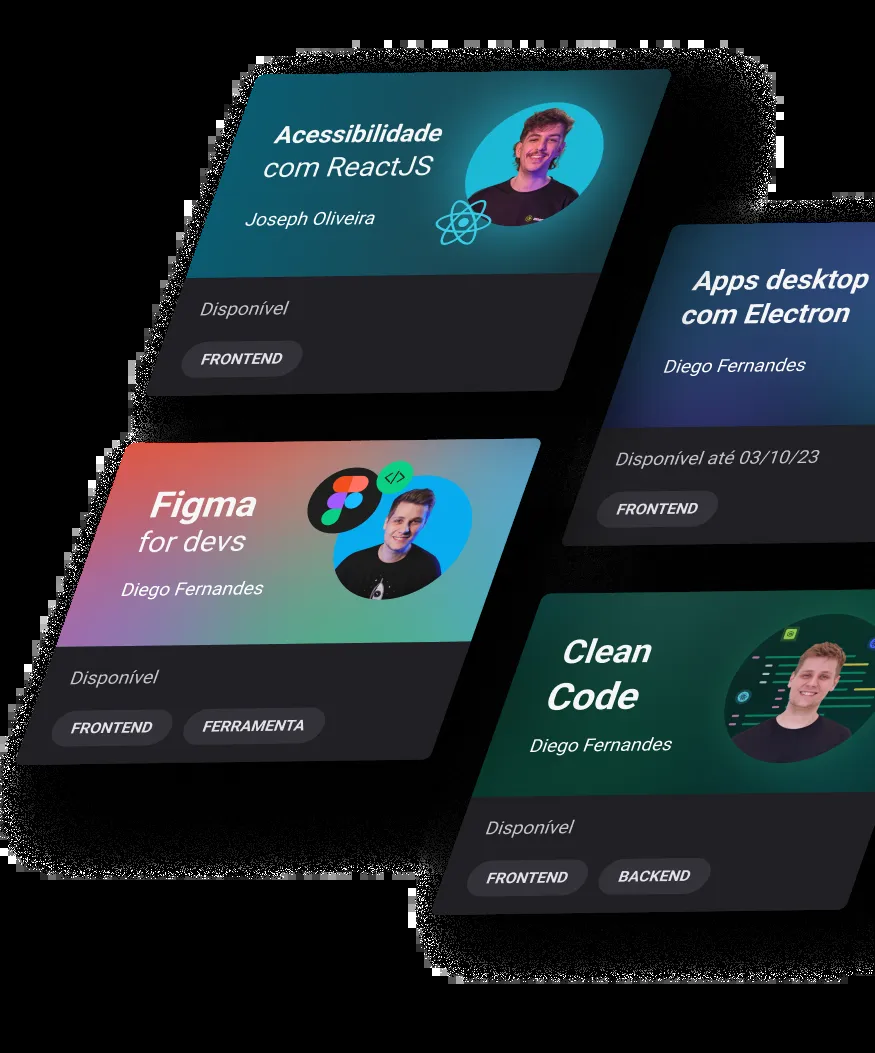 Acessibilidade
com ReactJS
Joseph Oliveira
Disponível
FRONTEND
Apps desktop
com Electron
Diego Fernandes
Disponível até 03/10/23
FRONTEND
Figma
for devs
Diego Fernandes
Disponível
FRONTEND
FERRAMENTA
Clean
Code
Diego Fernandes
Disponível
FRONTEND
BACKEND